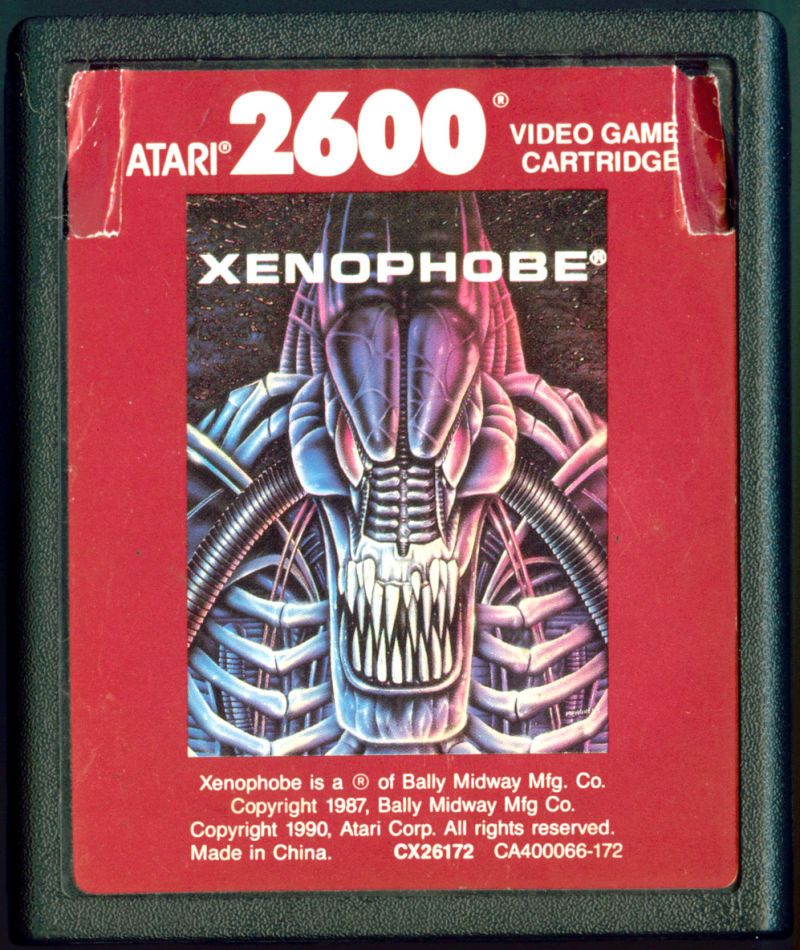 ATARI® 2600® VIDEO GAME
CARTRIDGE
XENOPHOBE®
Xenophobe is a ® of Bally Midway Mfg. Co.
Copyright 1987, Bally Midway Mfg Co.
Copyright 1990, Atari Corp. All rights reserved.
Made in China. CX26172 CA400066-172